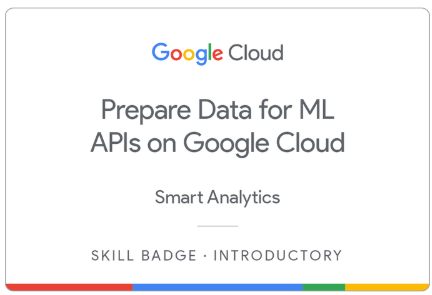 Google Cloud
Prepare Data for ML
APIs on Google Cloud
Smart Analytics
SKILL BADGE · INTRODUCTORY